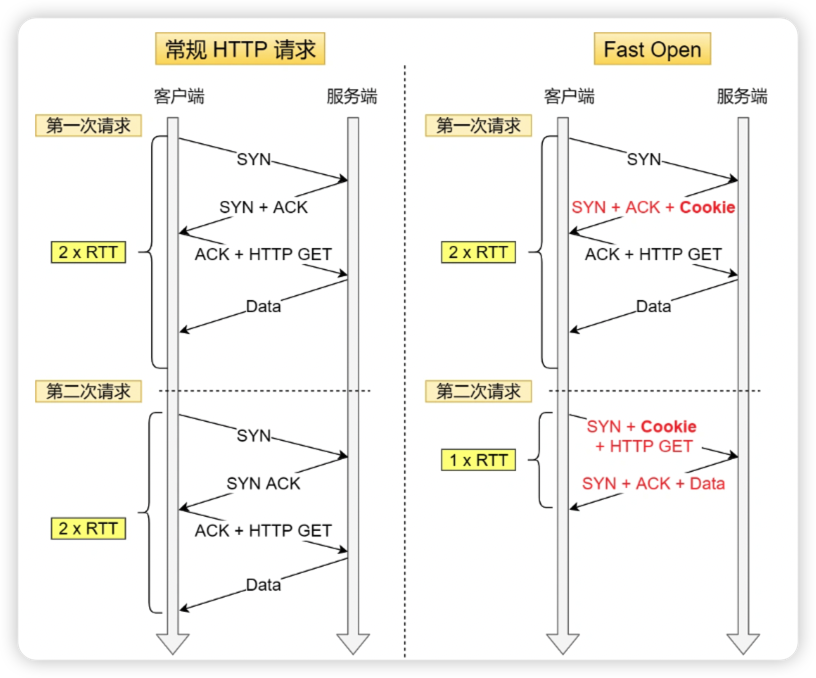 常规 HTTP 请求
客户端
服务端
第一次请求
SYN
SYN + ACK
2 x RTT
ACK + HTTP GET
Data
第二次请求
SYN
SYN ACK
2 x RTT
ACK + HTTP GET
Data
Fast Open
客户端
服务端
第一次请求
SYN
SYN + ACK + Cookie
2 x RTT
ACK + HTTP GET
Data
第二次请求
SYN + Cookie
+ HTTP GET
1 x RTT
SYN + ACK + Data